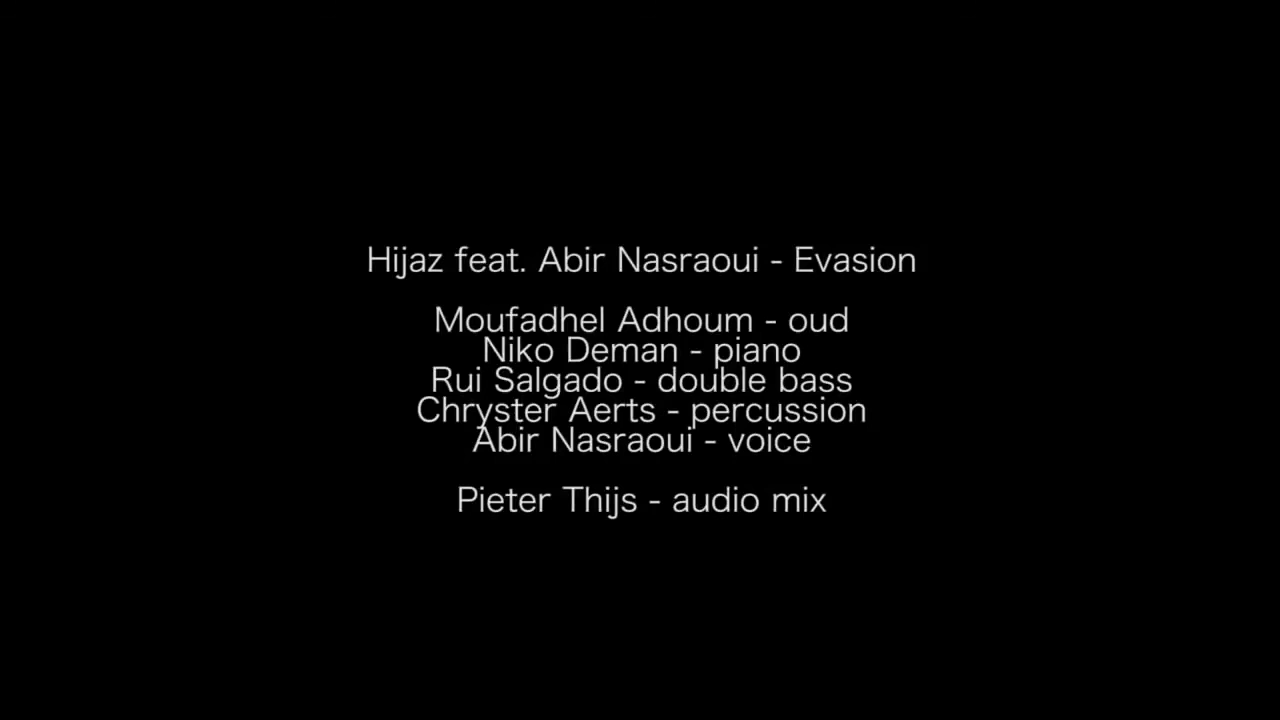 Hijaz feat. Abir Nasraoui - Evasion
Moufadhel Adhoum - oud
Niko Deman - piano
Rui Salgado - double bass
Chryster Aerts - percussion
Abir Nasraoui - voice
Pieter Thijs - audio mix